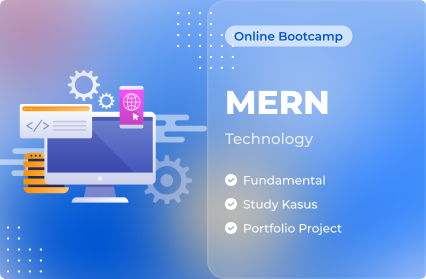 Online Bootcamp
MERN
Technology
Fundamental
Study Kasus
Portfolio Project
</>